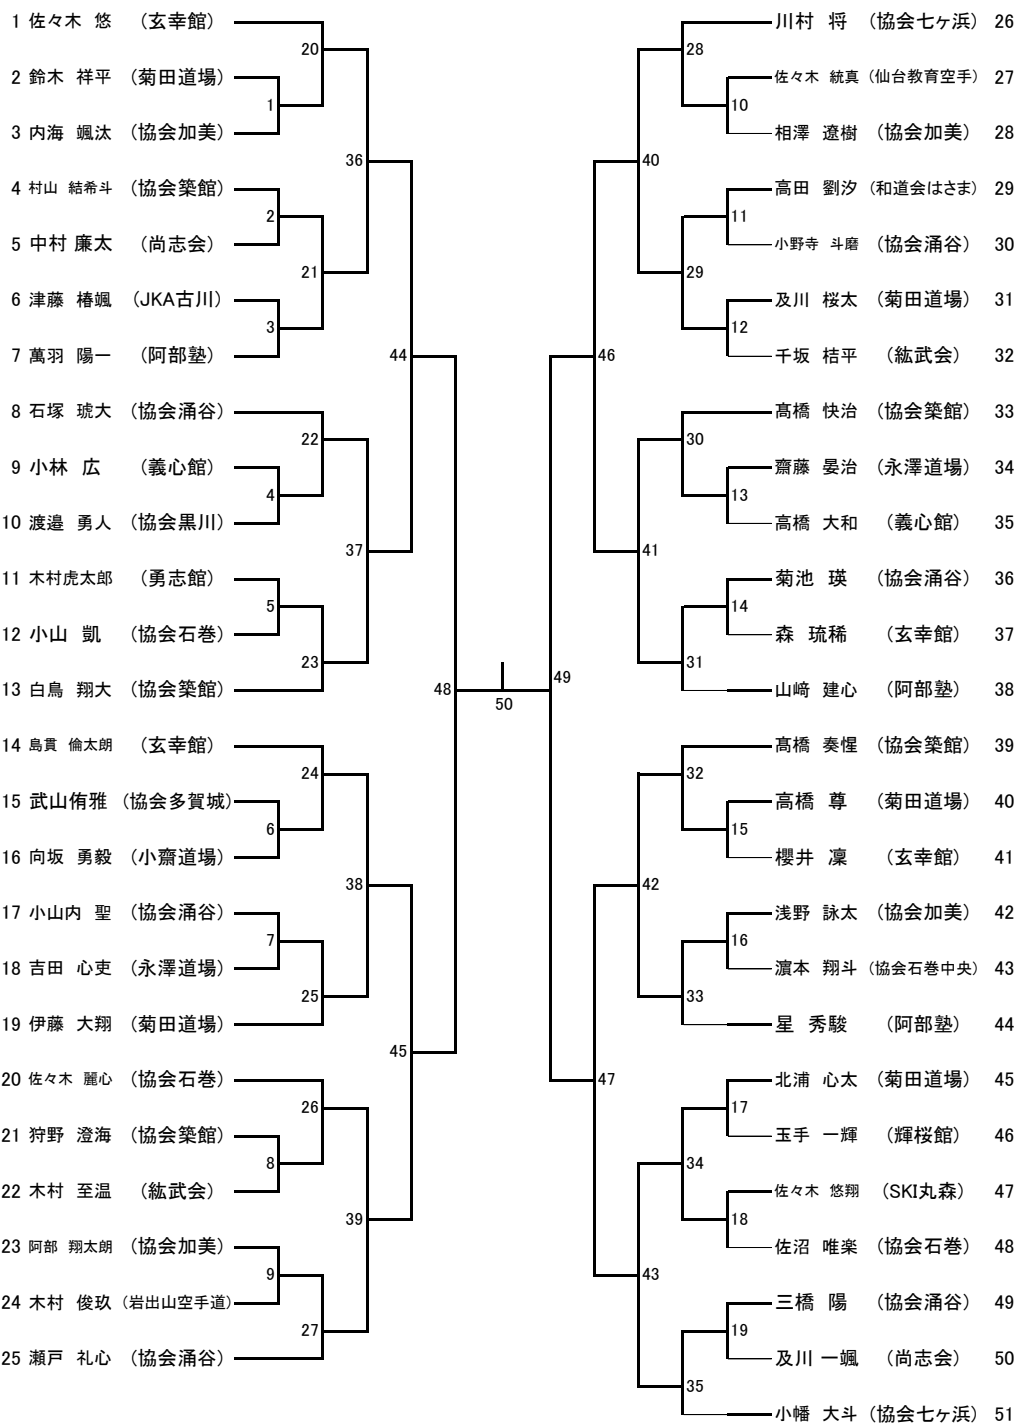 1 佐々木 悠 (玄幸館)
2 鈴木 祥平 (菊田道場)
3 内海 颯汰 (協会加美)
4 村山 結希斗 (協会築館)
5 中村 廉太 (尚志会)
6 津藤 椿颯 (JKA古川)
7 萬羽 陽一 (阿部塾)
8 石塚 琥大 (協会涌谷)
9 小林 広 (義心館)
10 渡邉 勇人 (協会黒川)
11 木村虎太郎 (勇志館)
12 小山 凱 (協会石巻)
13 白鳥 翔大 (協会築館)
14 島貫 倫太朗 (玄幸館)
15 武山侑雅 (協会多賀城)
16 向坂 勇毅 (小齋道場)
17 小山内 聖 (協会涌谷)
18 吉田 心吏 (永澤道場)
19 伊藤 大翔 (菊田道場)
20 佐々木 麗心 (協会石巻)
21 狩野 澄海 (協会築館)
22 木村 至温 (紘武会)
23 阿部 翔太朗 (協会加美)
24 木村 俊玖 (岩出山空手道)
25 瀬戸 礼心 (協会涌谷)
20
1
36
2
21
3
44
22
4
37
5
23
48
24
6
38
7
25
45
26
8
39
9
27
50
49
28
10
40
11
29
12
46
30
13
41
14
31
32
15
42
16
33
47
17
34
18
43
19
35
川村 将 (協会七ヶ浜) 26
佐々木 統真 (仙台教育空手) 27
相澤 遼樹 (協会加美) 28
高田 劉汐 (和道会はさま) 29
小野寺 斗磨 (協会涌谷) 30
及川 桜太 (菊田道場) 31
千坂 桔平 (紘武会) 32
髙橋 快治 (協会築館) 33
齋藤 晏治 (永澤道場) 34
高橋 大和 (義心館) 35
菊池 瑛 (協会涌谷) 36
森 琉稀 (玄幸館) 37
山﨑 建心 (阿部塾) 38
髙橋 奏惺 (協会築館) 39
高橋 尊 (菊田道場) 40
櫻井 凜 (玄幸館) 41
浅野 詠太 (協会加美) 42
濵本 翔斗 (協会石巻中央) 43
星 秀駿 (阿部塾) 44
北浦 心太 (菊田道場) 45
玉手 一輝 (輝桜館) 46
佐々木 悠翔 (SKI丸森) 47
佐沼 唯楽 (協会石巻) 48
三橋 陽 (協会涌谷) 49
及川 一颯 (尚志会) 50
小幡 大斗 (協会七ヶ浜) 51